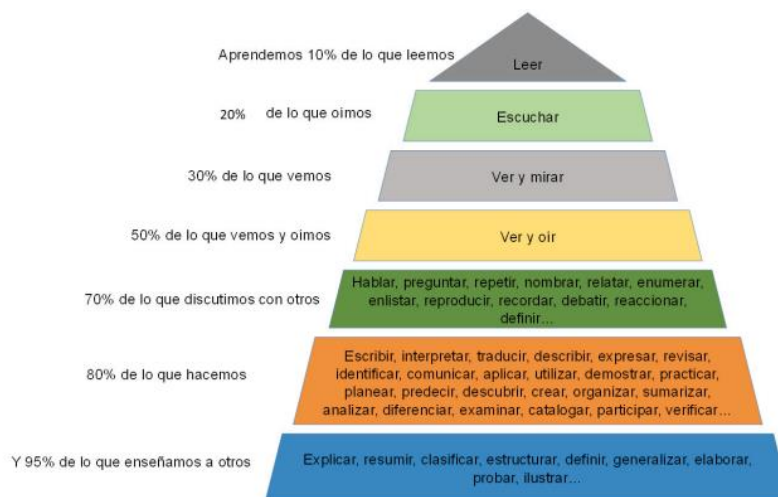 Aprendemos 10% de lo que leemos
Leer
20% de lo que oimos
Escuchar
30% de lo que vemos
Ver y mirar
50% de lo que vemos y oimos
Ver y oir
70% de lo que discutimos con otros
Hablar, preguntar, repetir, nombrar, relatar, enumerar,
enlistar, reproducir, recordar, debatir, reaccionar,
definir...
80% de lo que hacemos
Escribir, interpretar, traducir, describir, expresar, revisar,
identificar, comunicar, aplicar, utilizar, demostrar, practicar,
planear, predecir, descubrir, crear, organizar, sumarizar,
analizar, diferenciar, examinar, catalogar, participar, verificar...
Y 95% de lo que enseñamos a otros
Explicar, resumir, clasificar, estructurar, definir, generalizar, elaborar,
probar, ilustrar...